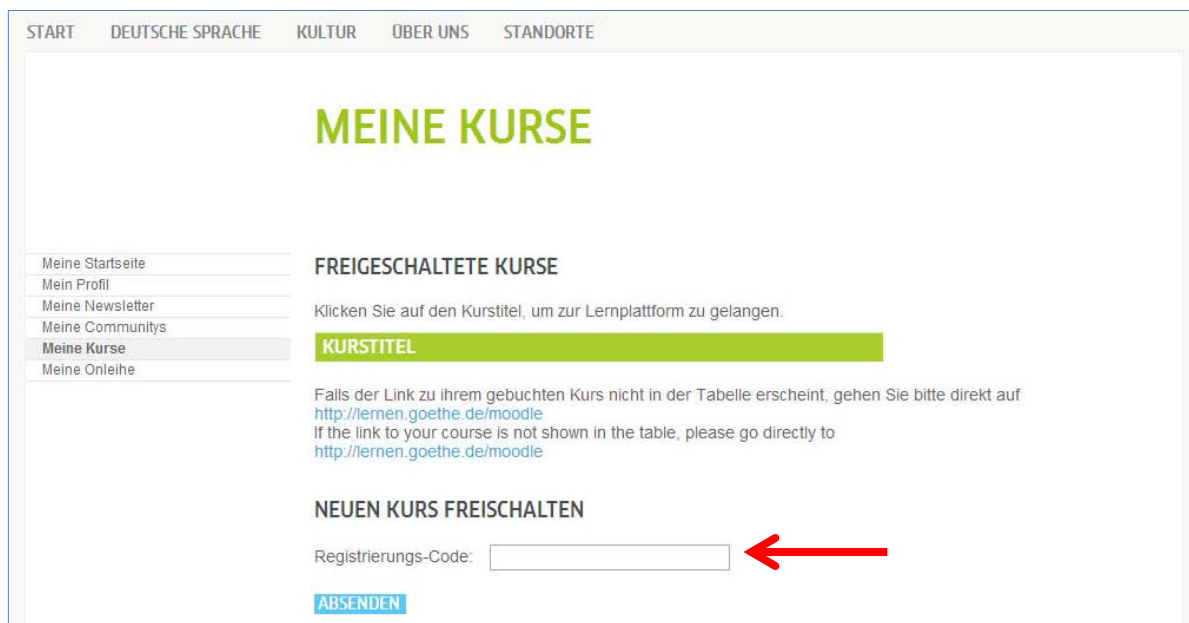 START DEUTSCHE SPRACHE KULTUR ÜBER UNS STANDORTE
MEINE KURSE
Meine Startseite
Mein Profil
Meine Newsletter
Meine Communitys
Meine Kurse
Meine Onleihe
FREIGESCHALTETE KURSE
Klicken Sie auf den Kurstitel, um zur Lernplattform zu gelangen.
KURSTITEL
Falls der Link zu ihrem gebuchten Kurs nicht in der Tabelle erscheint, gehen Sie bitte direkt auf
http://lernen.goethe.de/moodle
If the link to your course is not shown in the table, please go directly to
http://lernen.goethe.de/moodle
NEUEN KURS FREISCHALTEN
Registrierungs-Code:
ABSENDEN